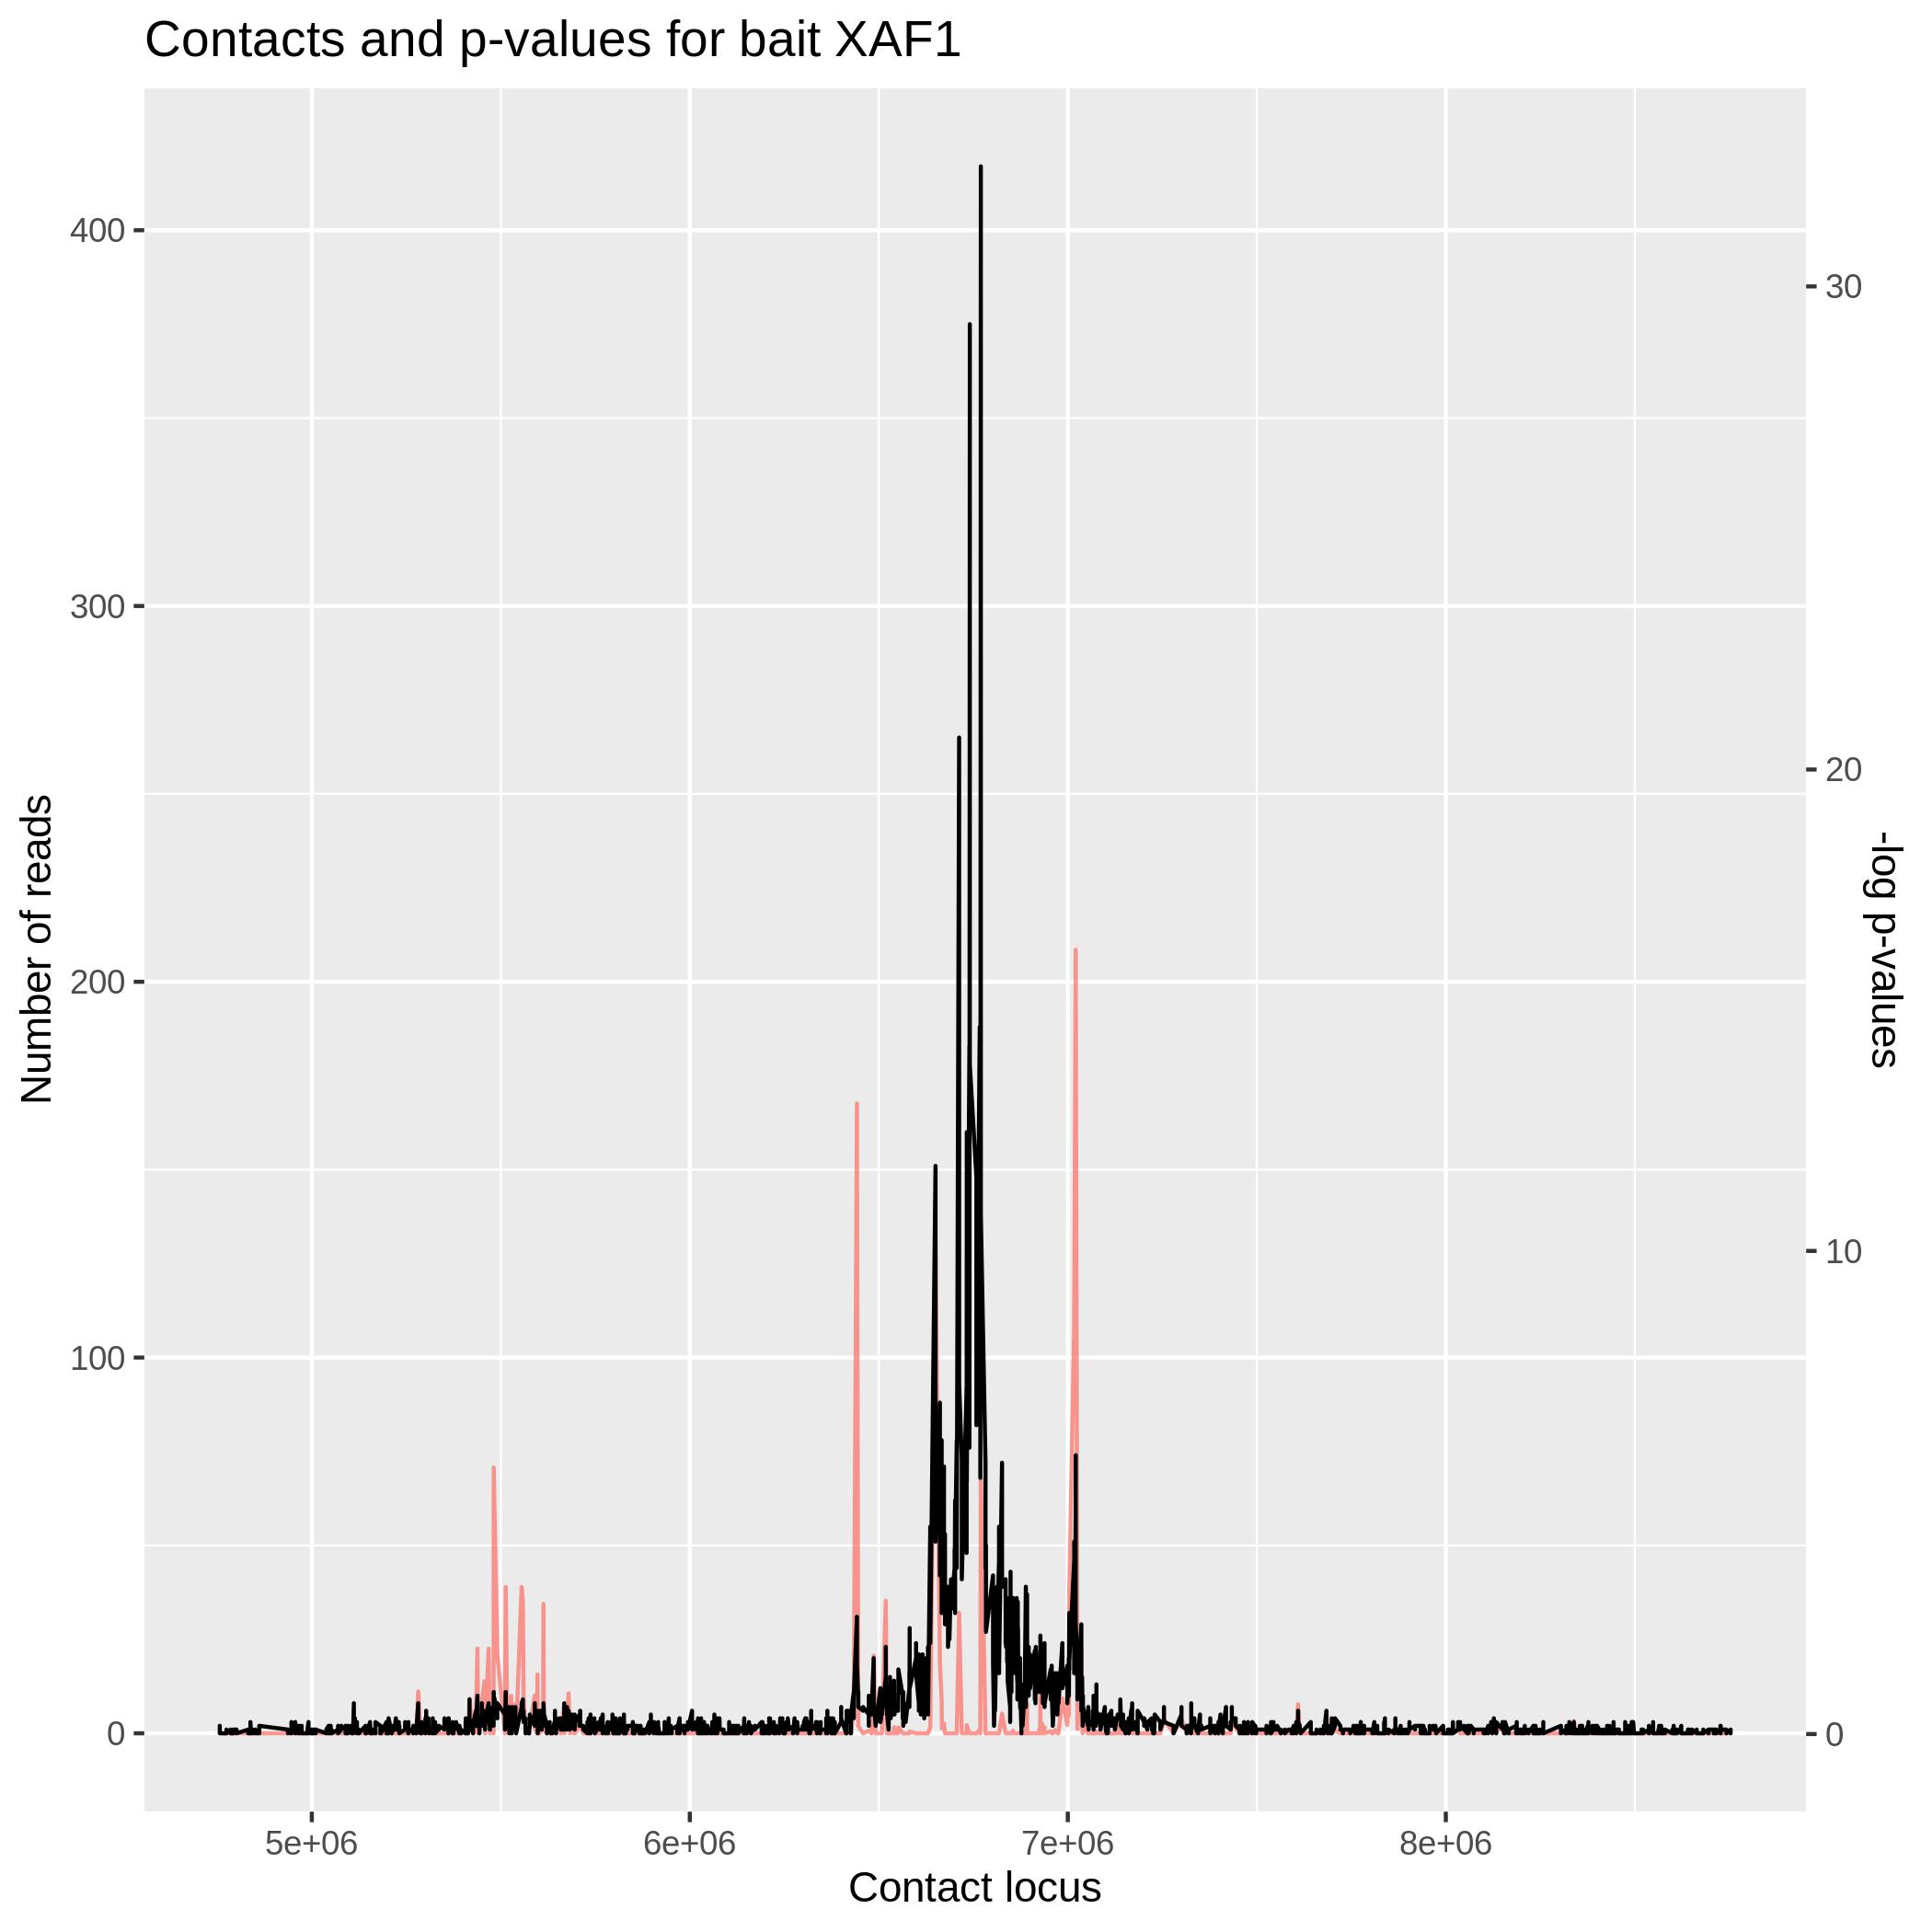 Contacts and p-values for bait XAF1
400
300
200
100
0
Number of reads
30
20
10
0
-log p-values
5e+06
6e+06
7e+06
8e+06
Contact locus